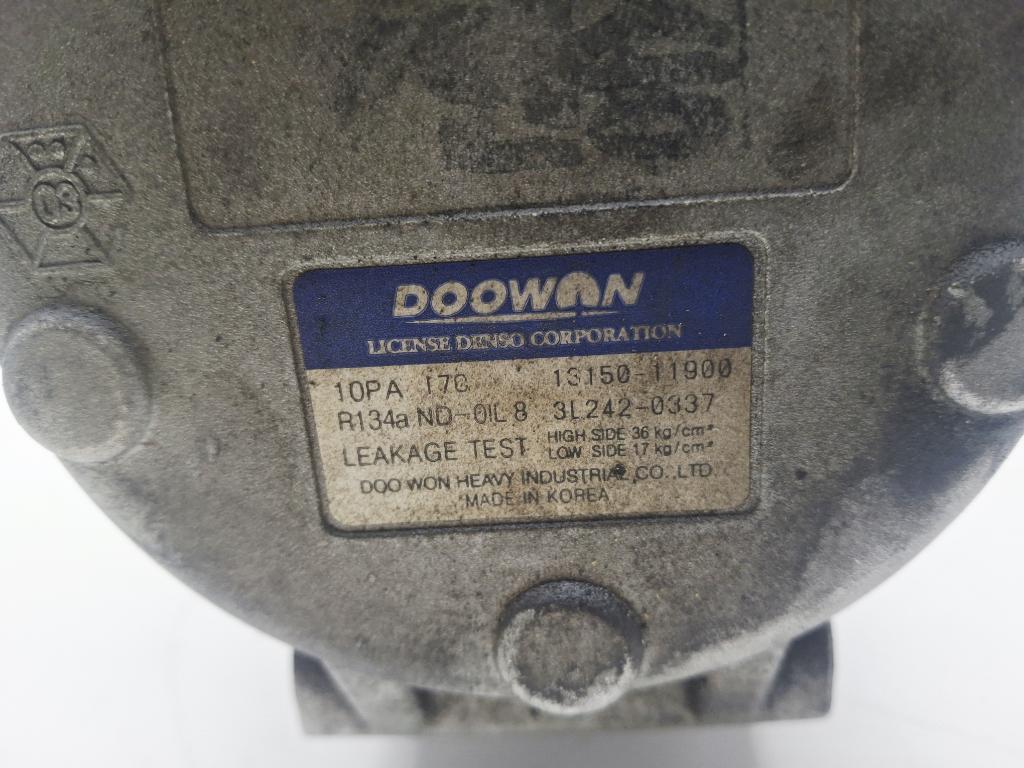 DOOWON
LICENSE DENSO CORPORATION
10PA 17C 13150-11900
R134a ND-OIL 8 3L242-0337
LEAKAGE TEST HIGH SIDE 36 kg/cm²
LOW SIDE 17 kg/cm²
DOO WON HEAVY INDUSTRIAL CO.,LTD
MADE IN KOREA